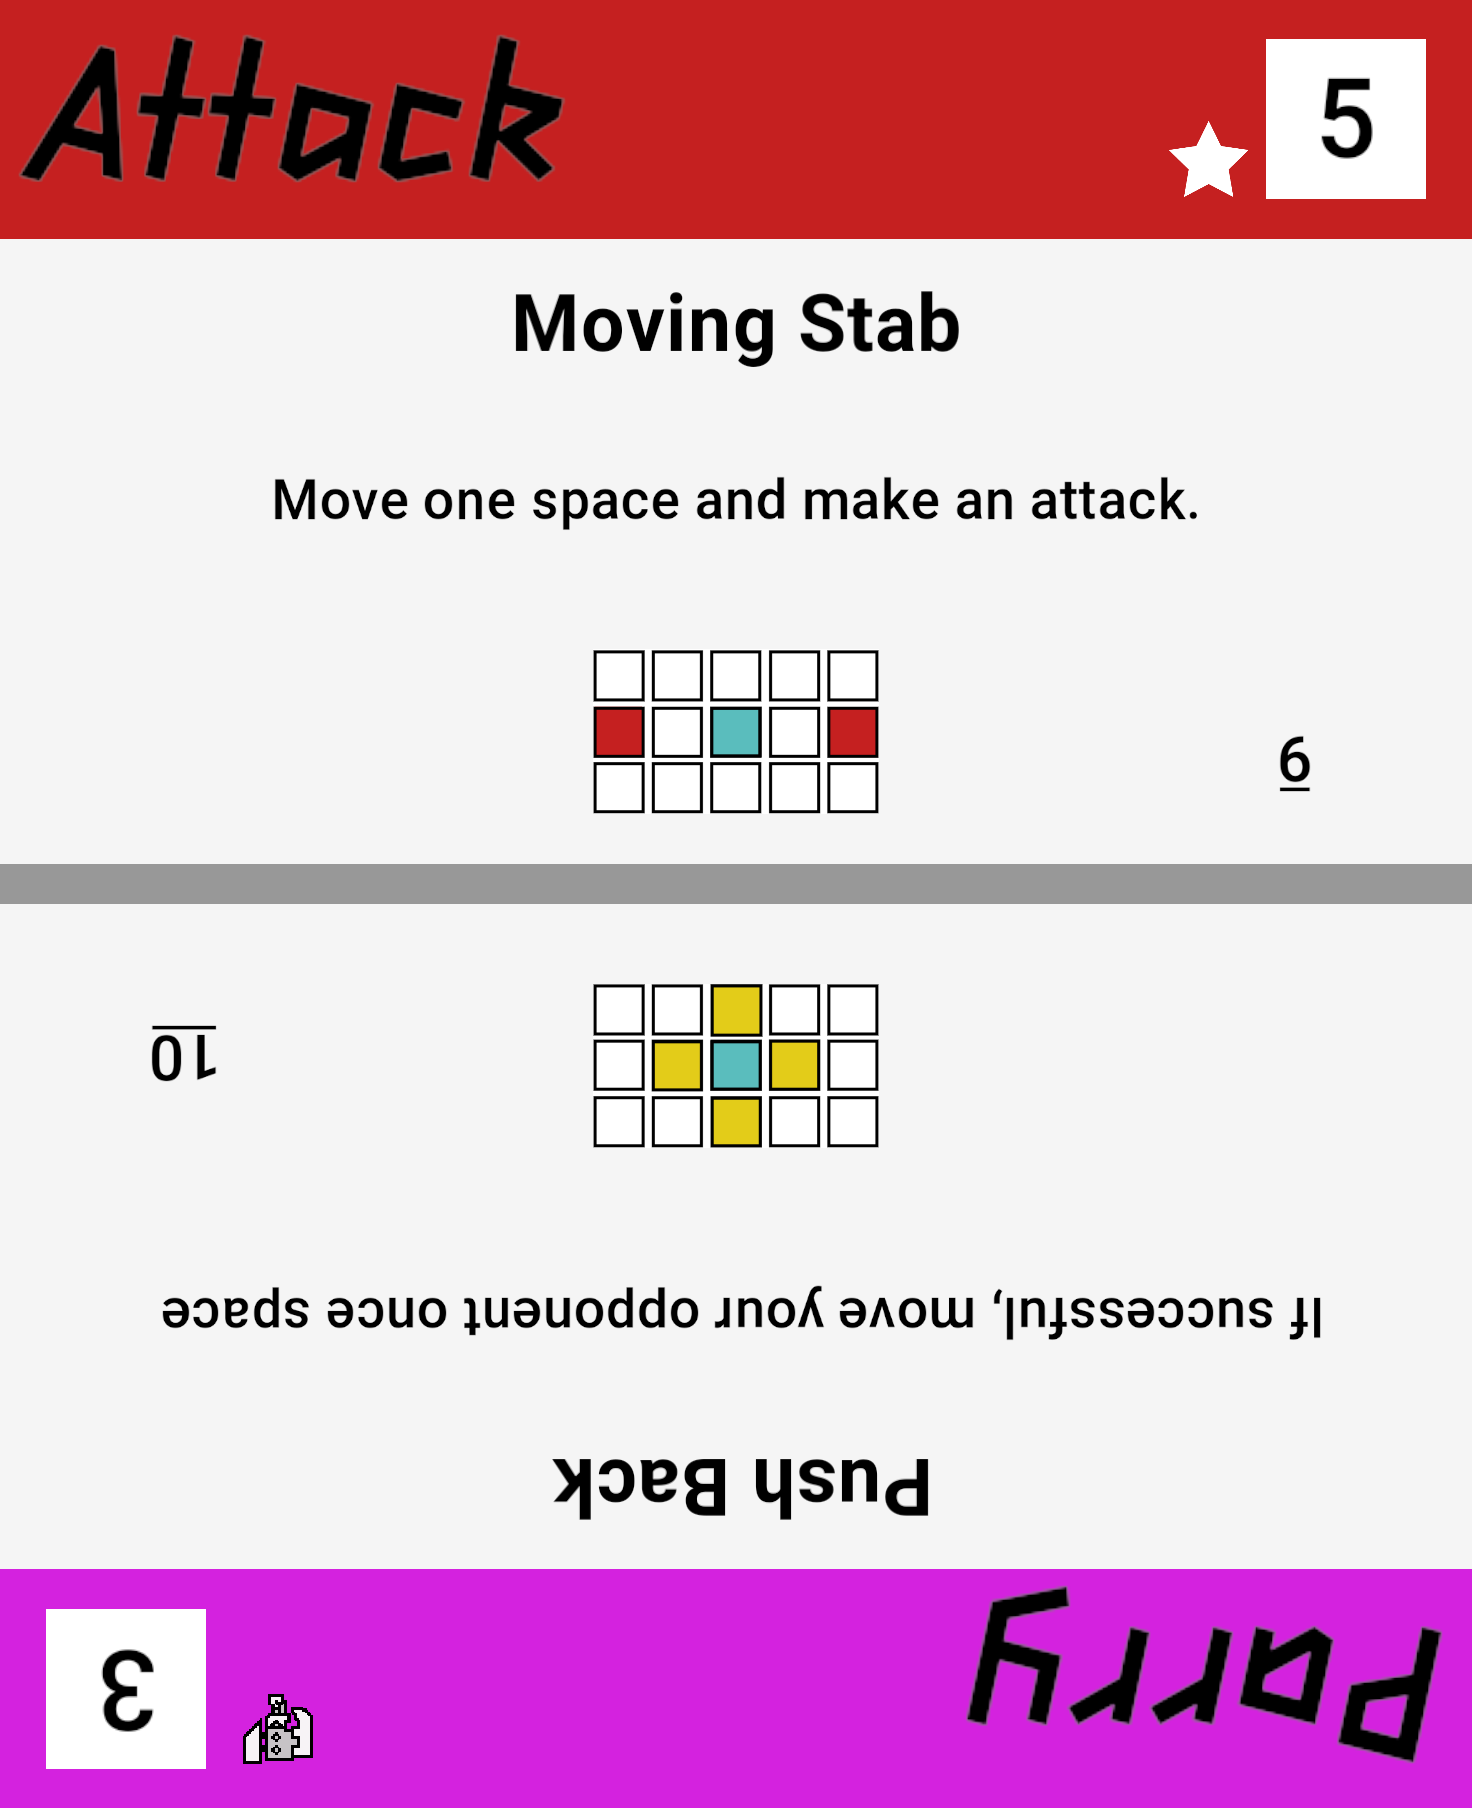 Attack
5
Moving Stab
Move one space and make an attack.
6
Parry
3
Push Back
If successful, move your opponent once space
10